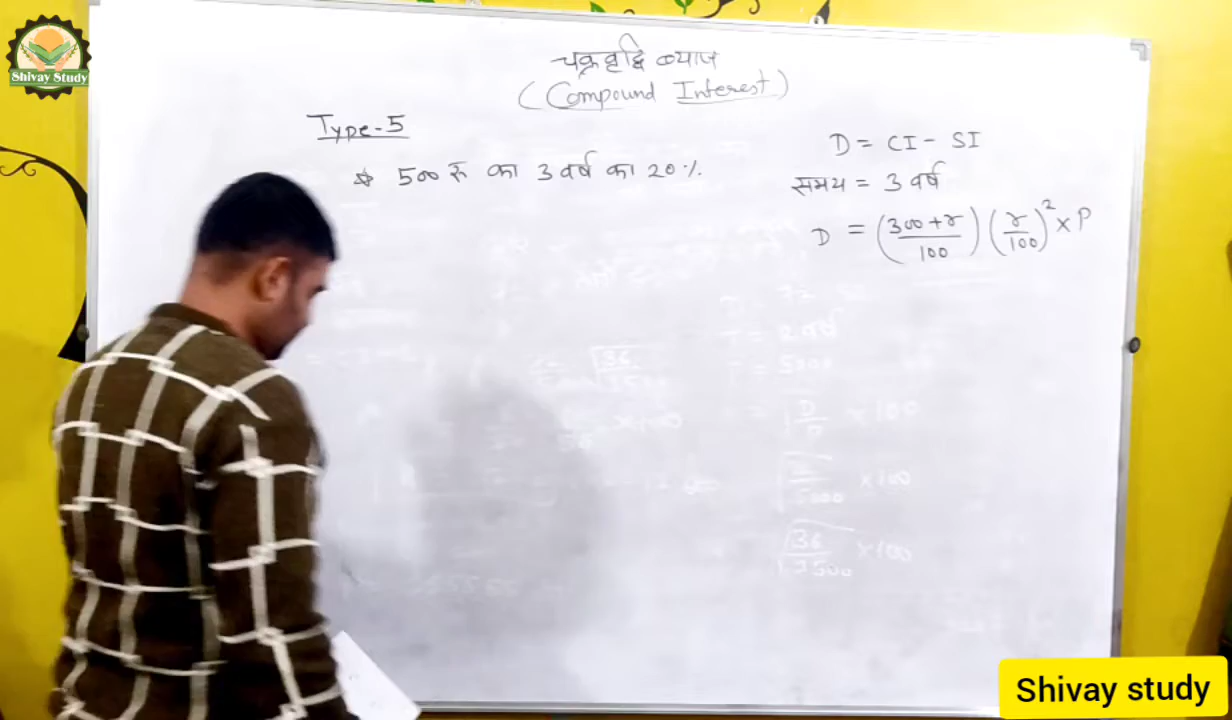 Shivay Study
चक्रवृद्धि ब्याज
(Compound Interest)
Type-5
500 रु का 3 वर्ष का 20%
D = CI - SI
समय = 3 वर्ष
D = (300+r/100) (r/100)² × P
Shivay study